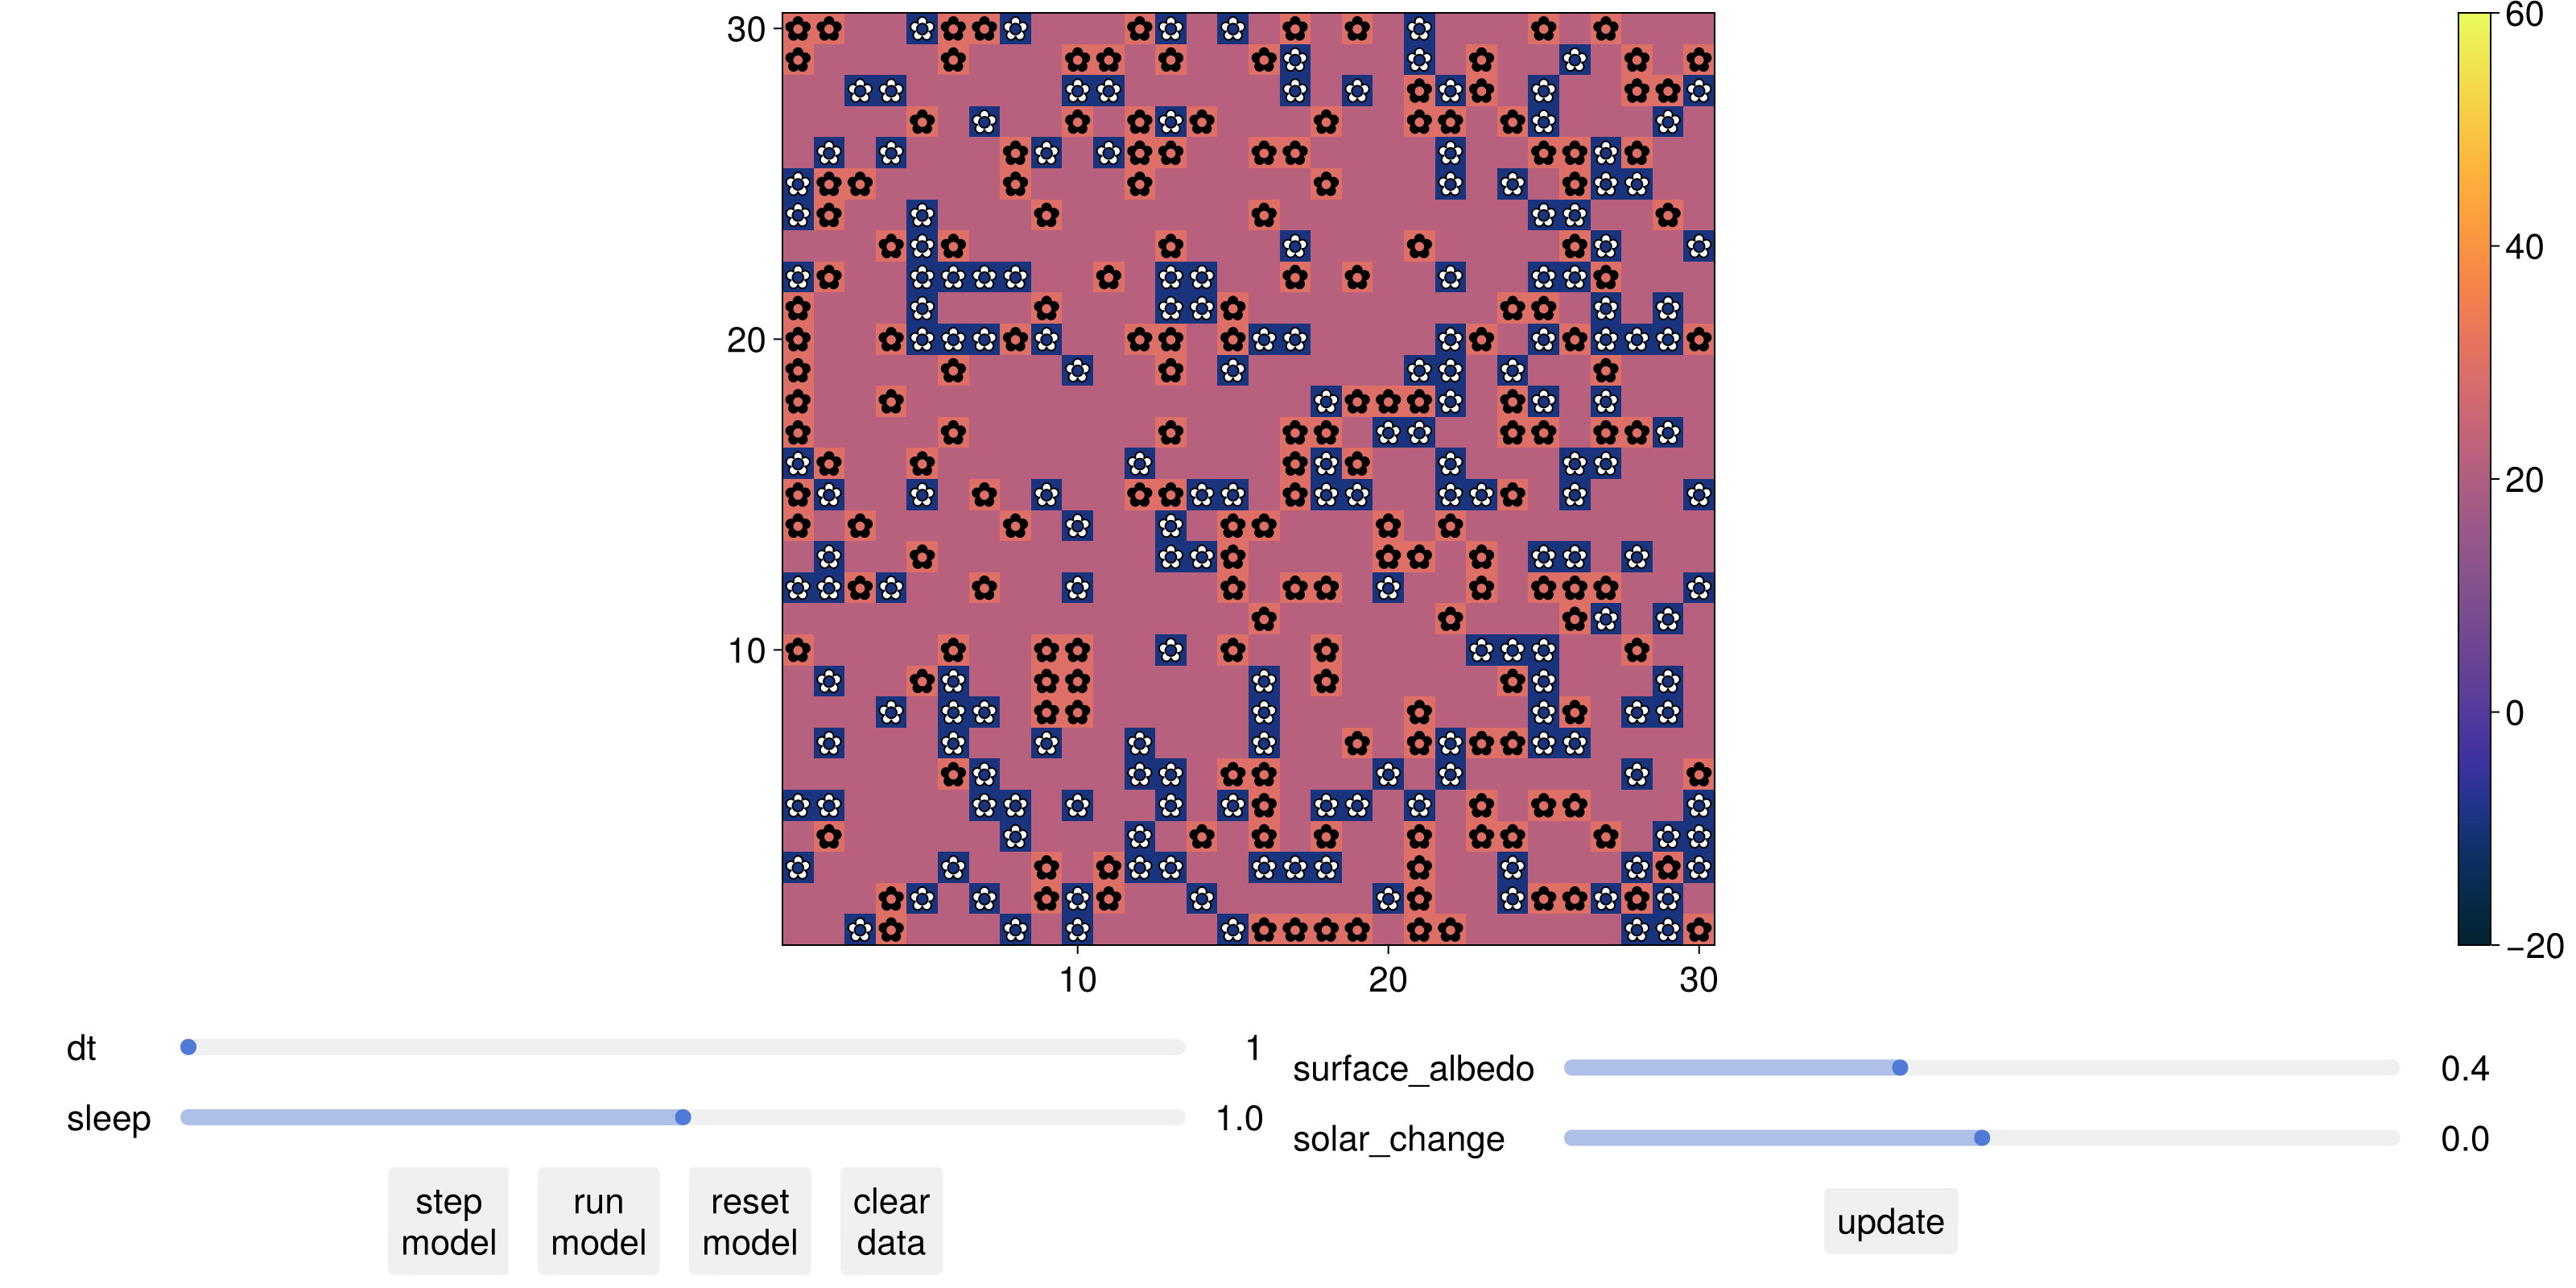 30
20
10
10
20
30
60
40
20
0
−20
dt
1
sleep
1.0
surface_albedo
0.4
solar_change
0.0
step
model
run
model
reset
model
clear
data
update